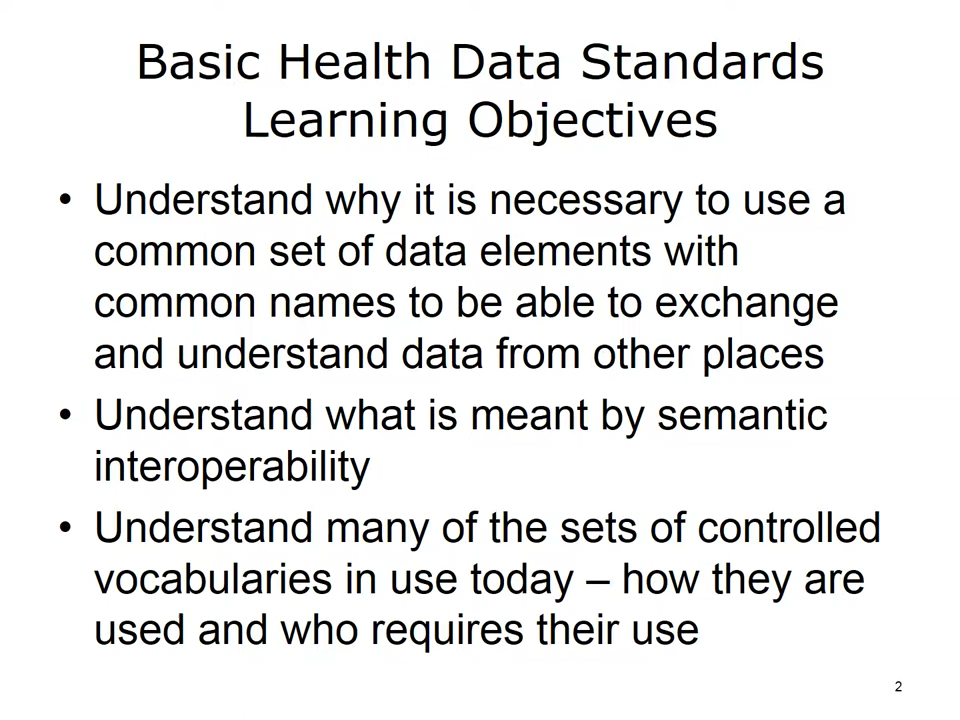 Basic Health Data Standards
Learning Objectives
• Understand why it is necessary to use a
common set of data elements with
common names to be able to exchange
and understand data from other places
• Understand what is meant by semantic
interoperability
• Understand many of the sets of controlled
vocabularies in use today – how they are
used and who requires their use
2